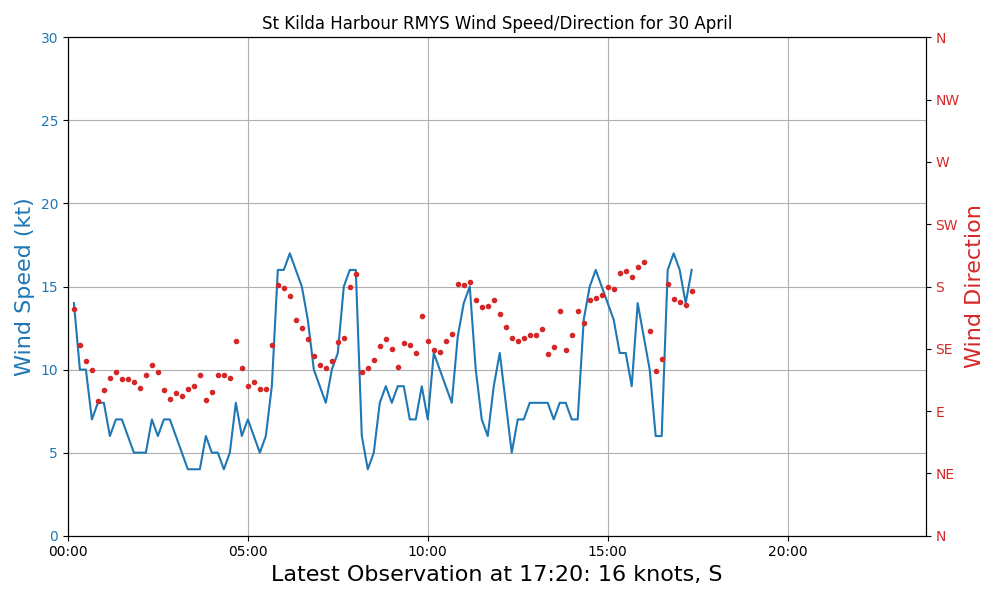 St Kilda Harbour RMYS Wind Speed/Direction for 30 April
30
25
20
15
10
5
0
Wind Speed (kt)
N
NW
W
SW
S
SE
E
NE
N
Wind Direction
00:00 05:00 10:00 15:00 20:00
Latest Observation at 17:20: 16 knots, S